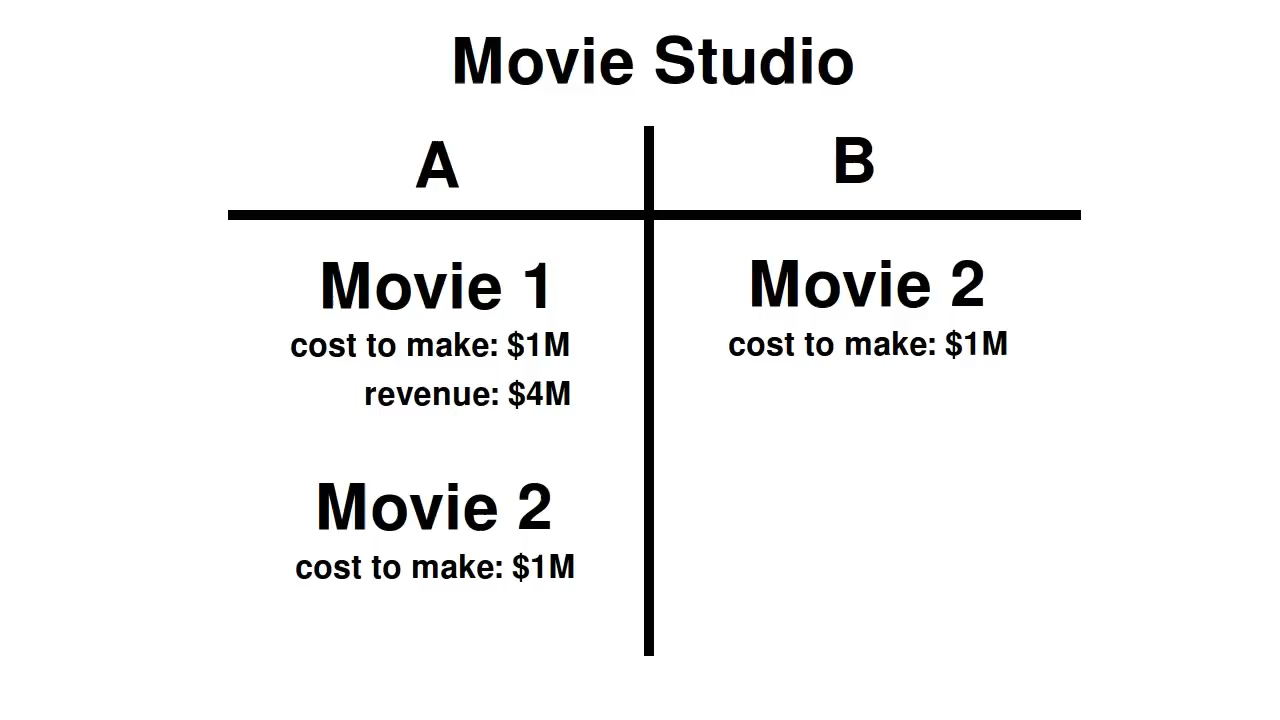 Movie Studio
A
B
Movie 1
cost to make: $1M
revenue: $4M
Movie 2
cost to make: $1M
Movie 2
cost to make: $1M